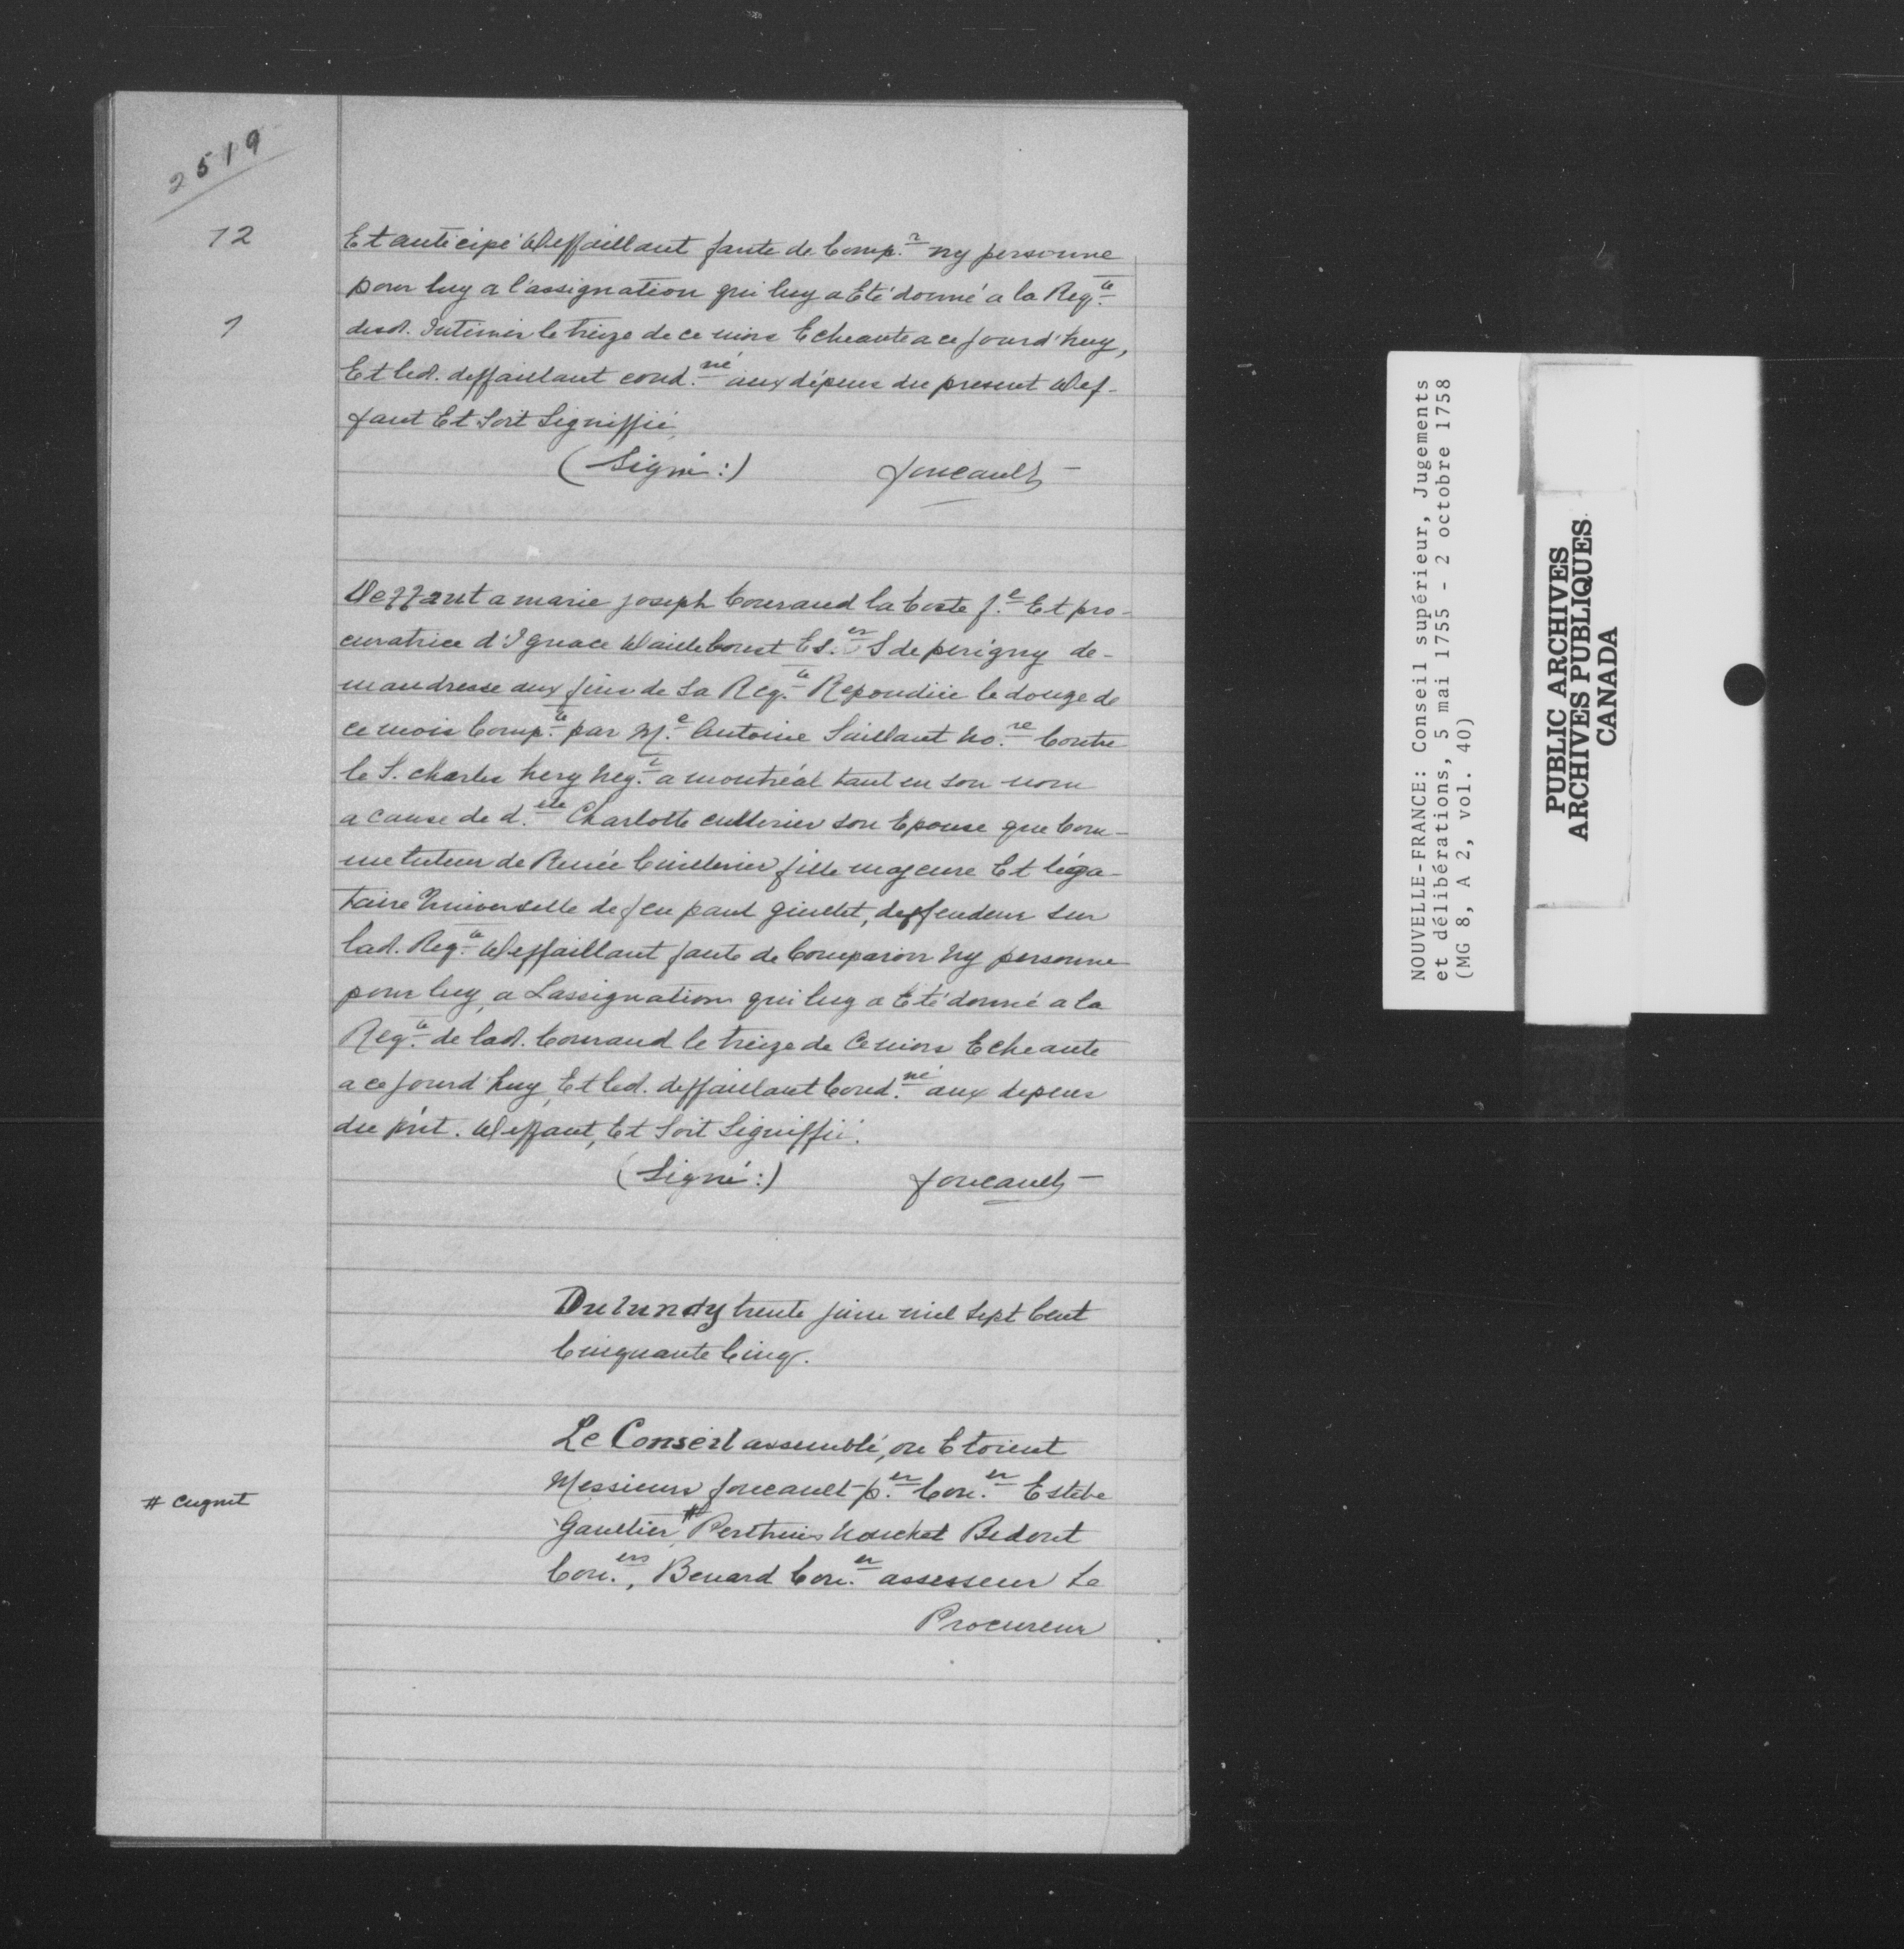 2519
12
Et anticipé Deffaillant faute de Comp.r ny personne
pour luy a l'assignation qui luy a Eté donné a la Req.te
1
desd. Intimés le treize de ce mois Echeante a ce jourd'huy,
Et led. deffaillant cond.né aux dépens du present Def-
faut Et Soit Signiffié,
(Signé:) foucault
Deffaut a marie joseph Couraud la Coste f.e Et pro-
curatrice d'Ignace Daillebout Es.er S de perigny de-
mandresse aux fins de sa Req.te Repondüe le douze de
ce mois Comp.te par M.e Antoine Saillant no.re Contre
le S. charles hery neg.t a montréal tant en son nom
a cause de d.elle Charlotte cullerier son Epouse que Com-
me tuteur de Renée Cuillerier fille majeure Et léga-
taire Universelle de feu paul guillet, deffendeur sur
lad. Req.te Deffaillant faute de Comparoir ny personne
pour luy, a Lassignation qui luy a Eté donné a la
Req.te de lad. Couraud le treize de Ce mois Echeante
a ce jourd'huy, Et led. deffaillant Cond.né aux depens
du p'nt. Deffaut, Et Soit Signiffié.
(Signé:) foucault
Du lundy trente juin mil Sept Cent
Cinquante Cinq.
Le Conseil assemblé, ou Etoient
Messieurs foucault p.er Con.er Estebe
# Cugnet
Gaultier, # Perthuis nouchet Bedout
Con.ers, Benard Con.er assesseur Le
Procureur
NOUVELLE-FRANCE: Conseil supérieur, Jugements
et délibérations, 5 mai 1755 - 2 octobre 1758
(MG 8, A 2, vol. 40)
PUBLIC ARCHIVES
ARCHIVES PUBLIQUES
CANADA